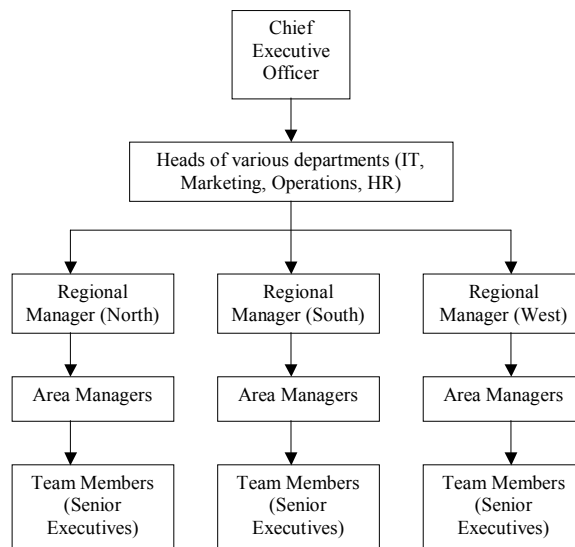 Chief
Executive
Officer
Heads of various departments (IT,
Marketing, Operations, HR)
Regional
Manager (North)
Regional
Manager (South)
Regional
Manager (West)
Area Managers
Area Managers
Area Managers
Team Members
(Senior
Executives)
Team Members
(Senior
Executives)
Team Members
(Senior
Executives)